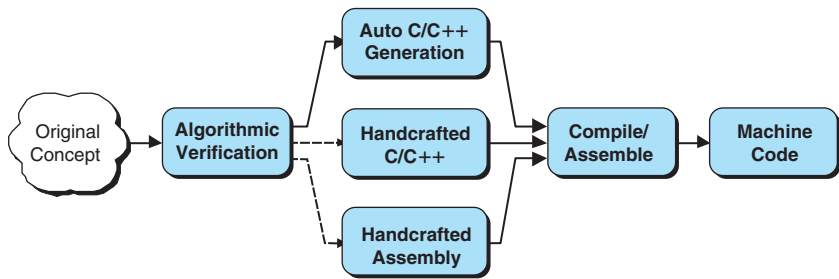 Original
Concept
Algorithmic
Verification
Auto C/C++
Generation
Handcrafted
C/C++
Handcrafted
Assembly
Compile/
Assemble
Machine
Code